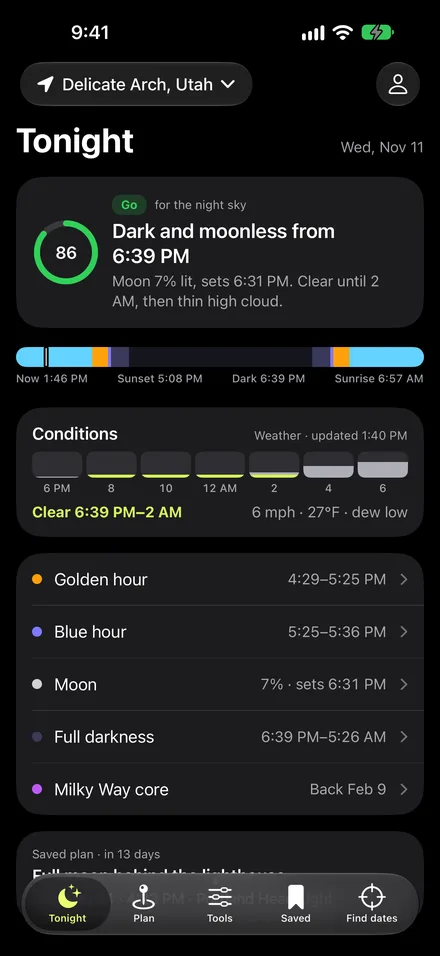 9:41
Delicate Arch, Utah
Tonight
Wed, Nov 11
Go for the night sky
86
Dark and moonless from
6:39 PM
Moon 7% lit, sets 6:31 PM. Clear until 2
AM, then thin high cloud.
Now 1:46 PM Sunset 5:08 PM Dark 6:39 PM Sunrise 6:57 AM
Conditions
Weather · updated 1:40 PM
6 PM 8 10 12 AM 2 4 6
Clear 6:39 PM–2 AM
6 mph · 27°F · dew low
Golden hour 4:29–5:25 PM
Blue hour 5:25–5:36 PM
Moon 7% · sets 6:31 PM
Full darkness 6:39 PM–5:26 AM
Milky Way core Back Feb 9
Saved plan · in 13 days
Full moon behind the lighthouse
Tonight Plan Tools Saved Find dates